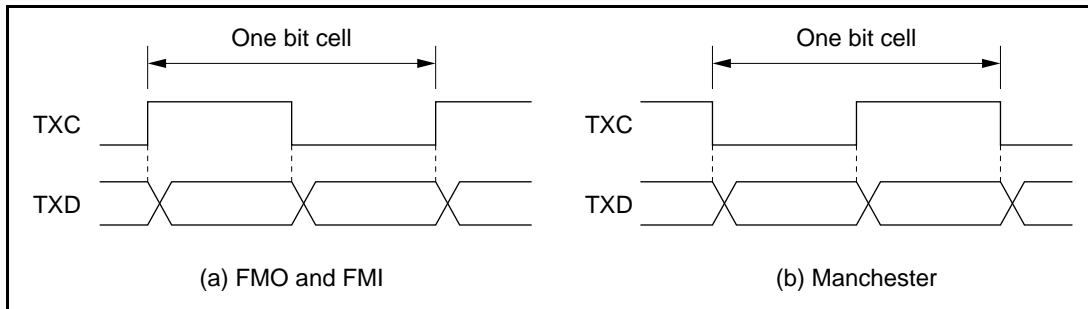 One bit cell
TXC
TXD
(a) FMO and FMI
One bit cell
TXC
TXD
(b) Manchester